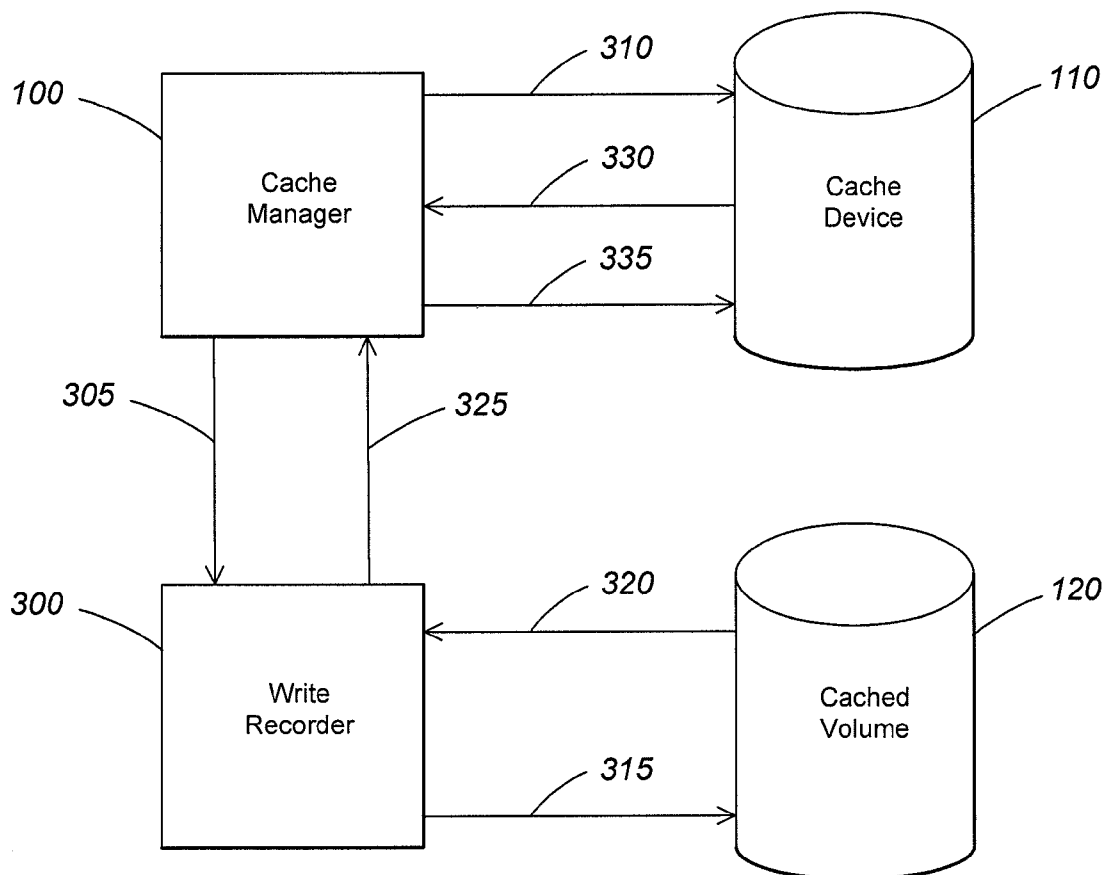 310
100
110
330
Cache
Manager
Cache
Device
335
305
325
300
320
120
Write
Recorder
Cached
Volume
315